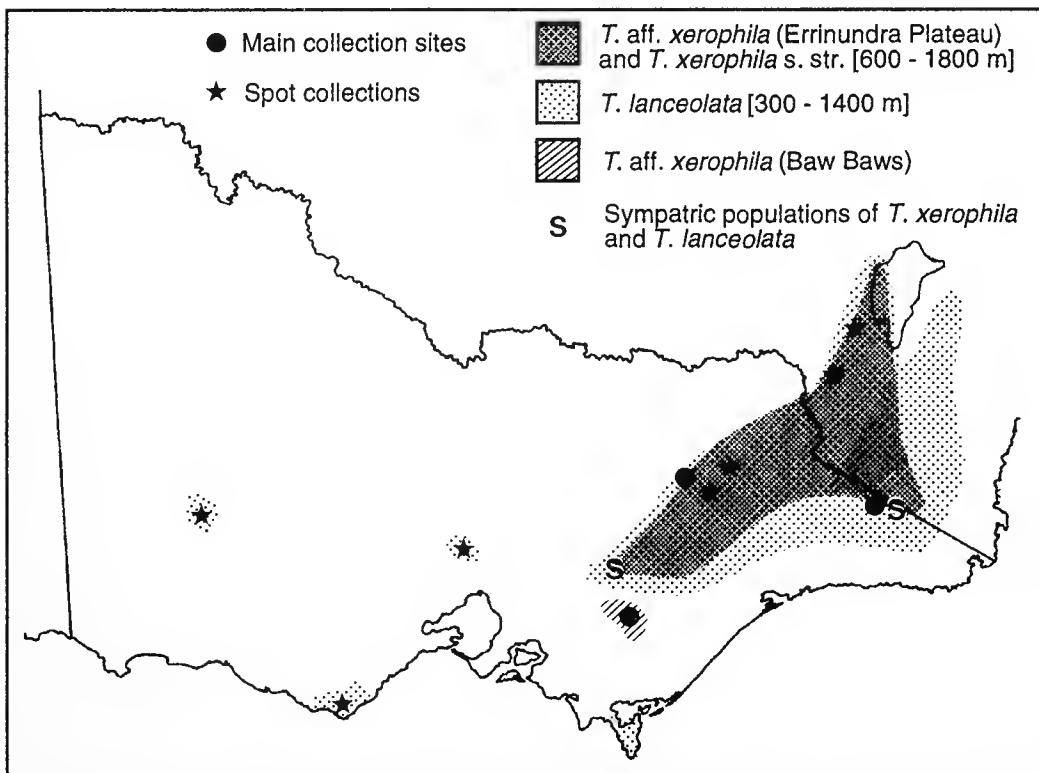 Main collection sites
Spot collections
T. aff. xerophila (Errinundra Plateau)
and T. xerophila s. str. [600 - 1800 m]
T. lanceolata [300 - 1400 m]
T. aff. xerophila (Baw Baws)
S Sympatric populations of T. xerophila
and T. lanceolata
S
S